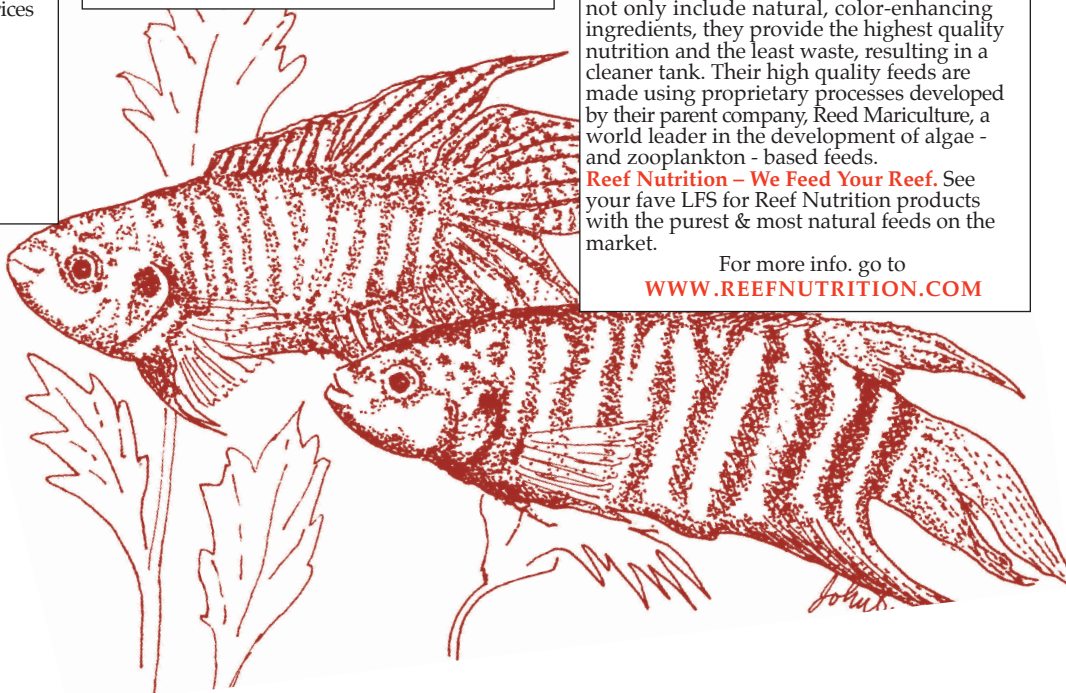 rices
not only include natural, color-enhancing
ingredients, they provide the highest quality
nutrition and the least waste, resulting in a
cleaner tank. Their high quality feeds are
made using proprietary processes developed
by their parent company, Reed Mariculture, a
world leader in the development of algae -
and zooplankton - based feeds.
Reef Nutrition – We Feed Your Reef. See
your fave LFS for Reef Nutrition products
with the purest & most natural feeds on the
market.
For more info. go to
WWW.REEFNUTRITION.COM